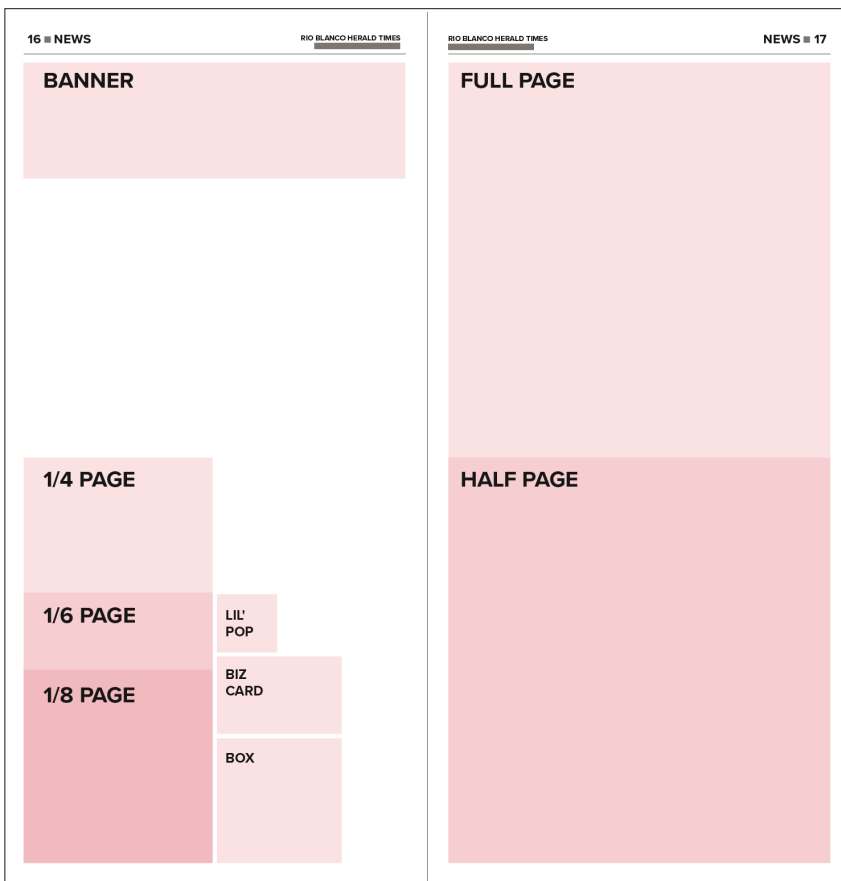 16 ■ NEWS
RIO BLANCO HERALD TIMES
BANNER
1/4 PAGE
1/6 PAGE
1/8 PAGE
LIL'
POP
BIZ
CARD
BOX
RIO BLANCO HERALD TIMES
NEWS ■ 17
FULL PAGE
HALF PAGE